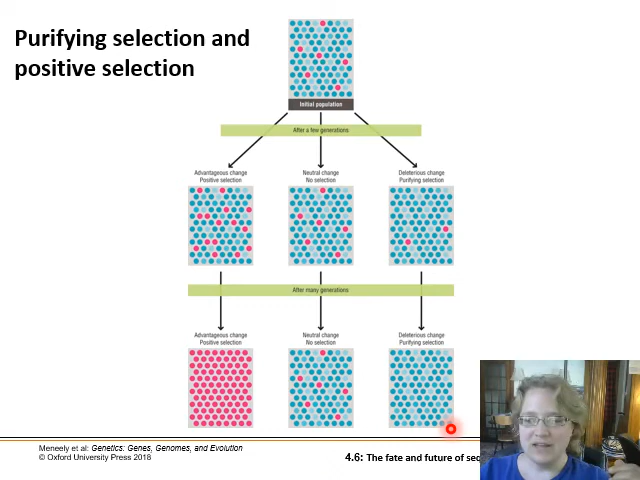 Purifying selection and
positive selection
Initial population
After a few generations
Advantageous change
Positive selection
Neutral change
No selection
Deleterious change
Purifying selection
After many generations
Advantageous change
Positive selection
Neutral change
No selection
Deleterious change
Purifying selection
Meneely et al: Genetics: Genes, Genomes, and Evolution
© Oxford University Press 2018
4.6: The fate and future of seq